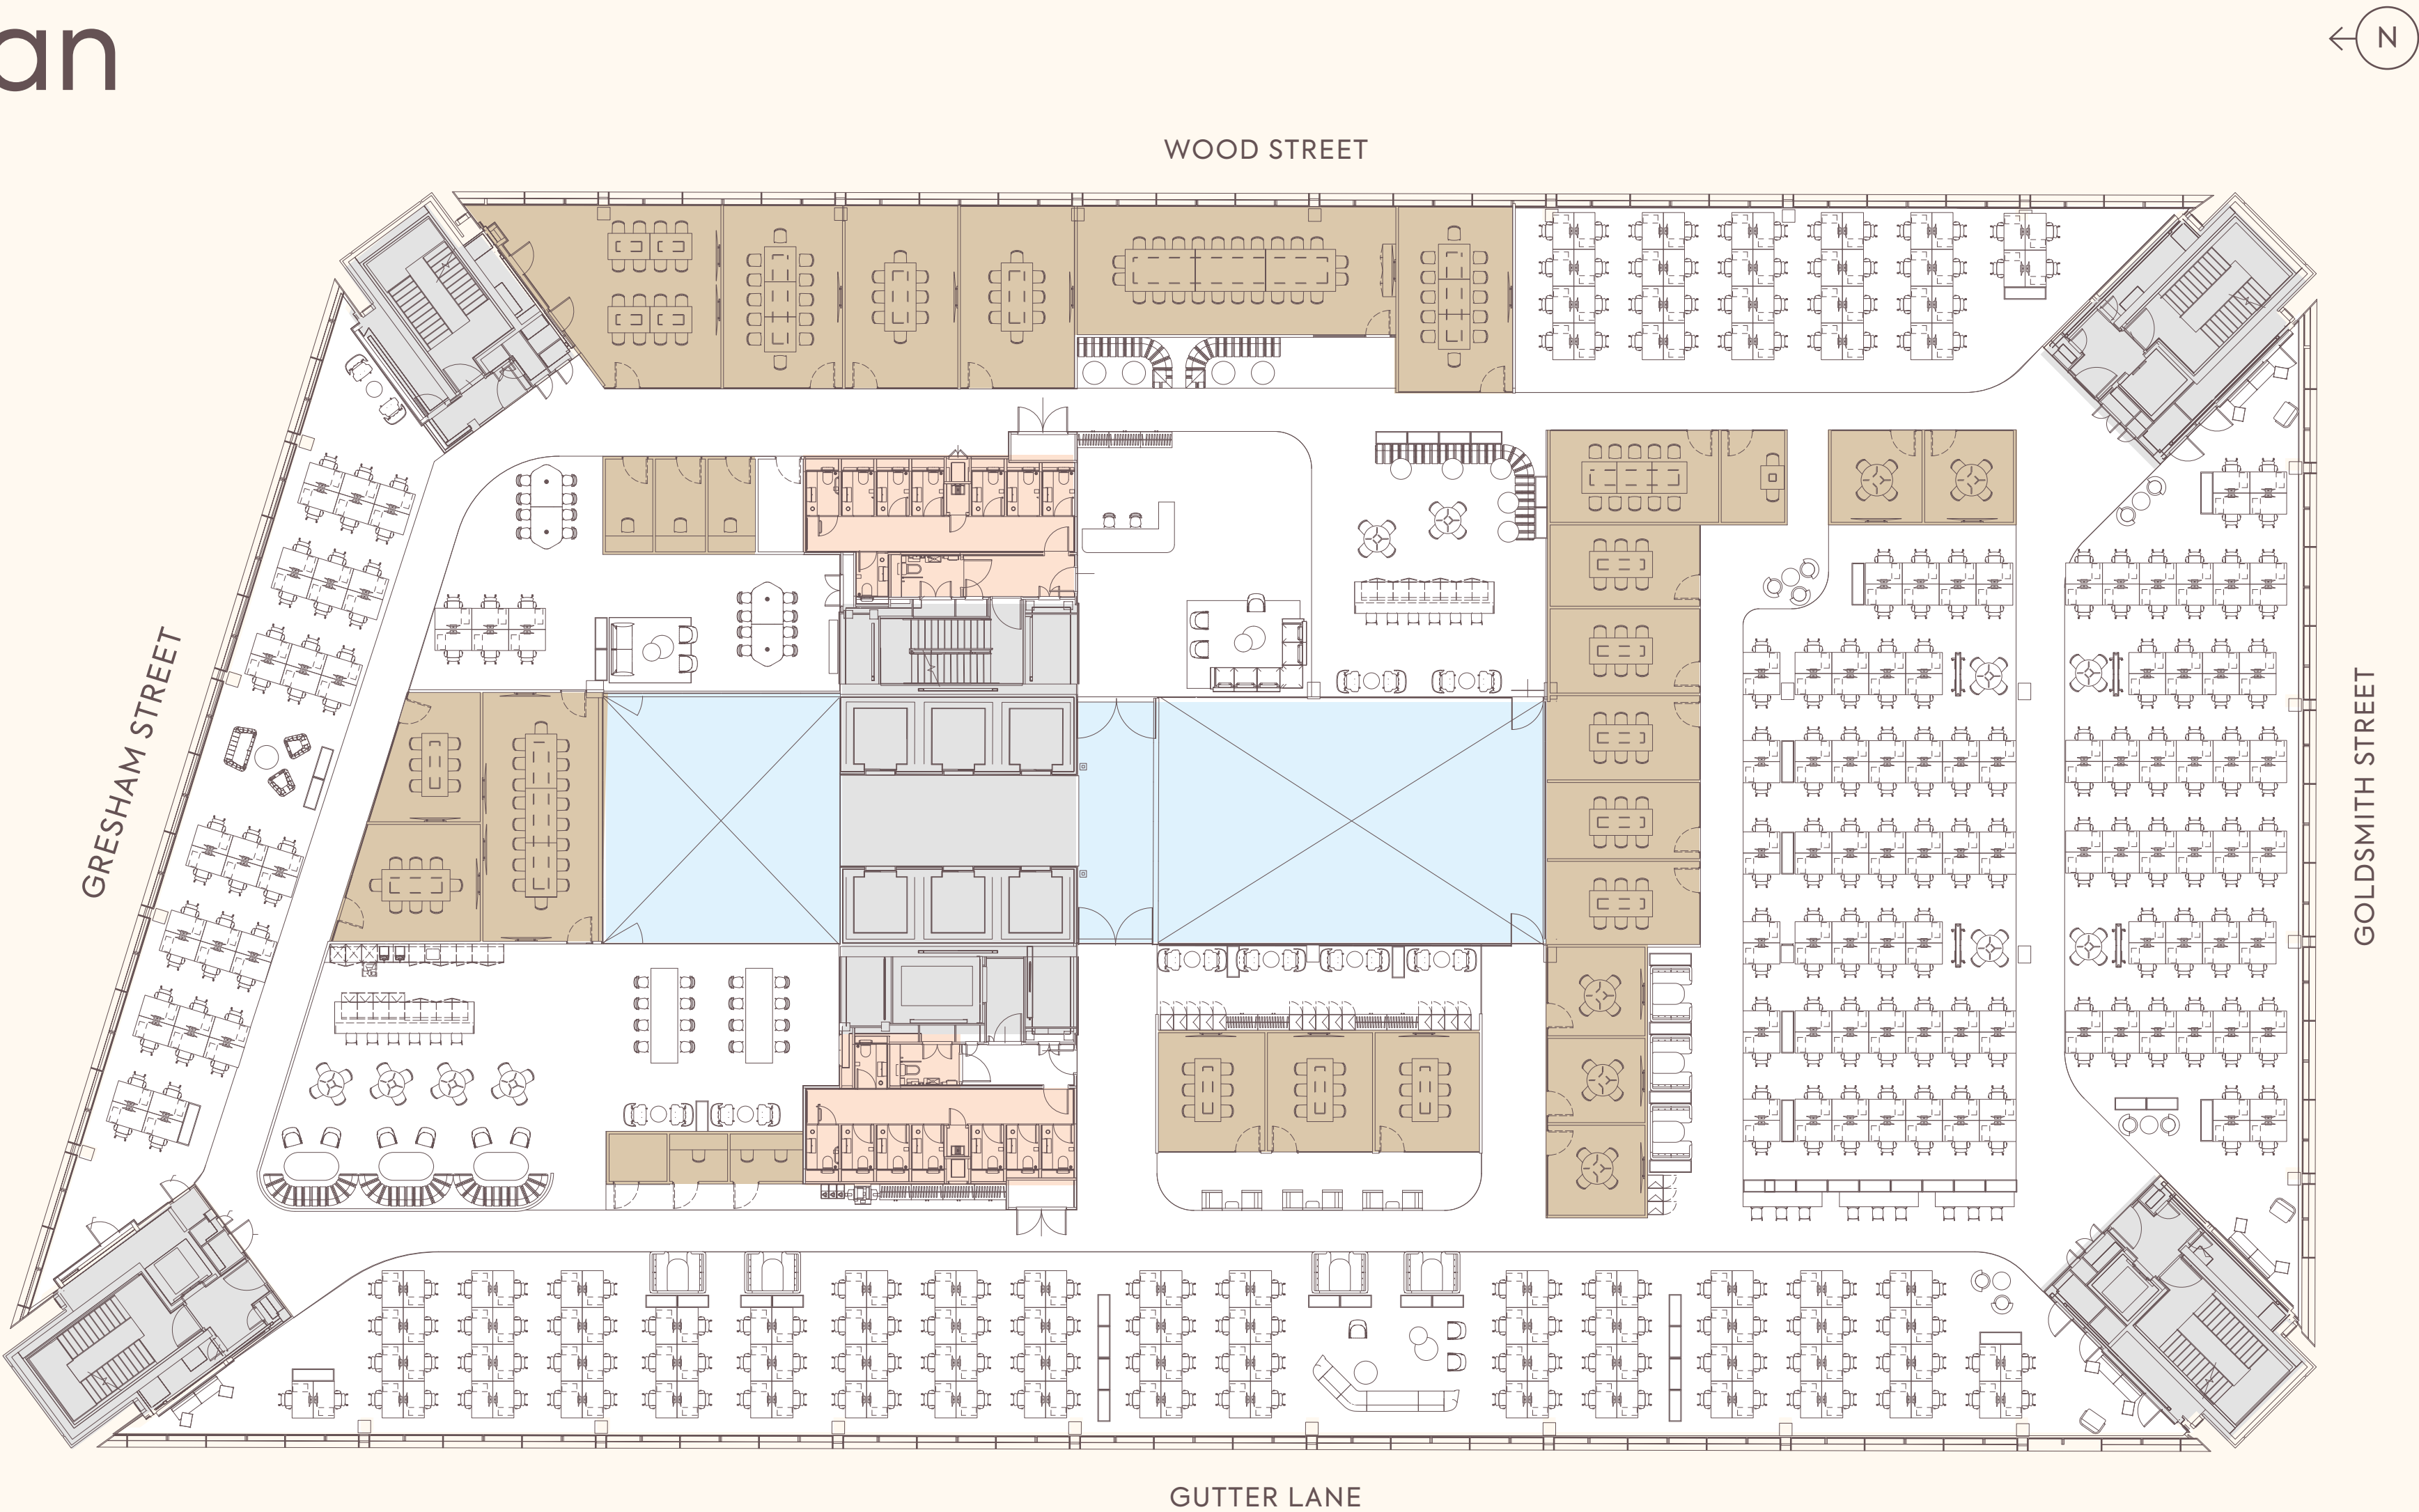 an
N
WOOD STREET
GRESHAM STREET
GOLDSMITH STREET
GUTTER LANE